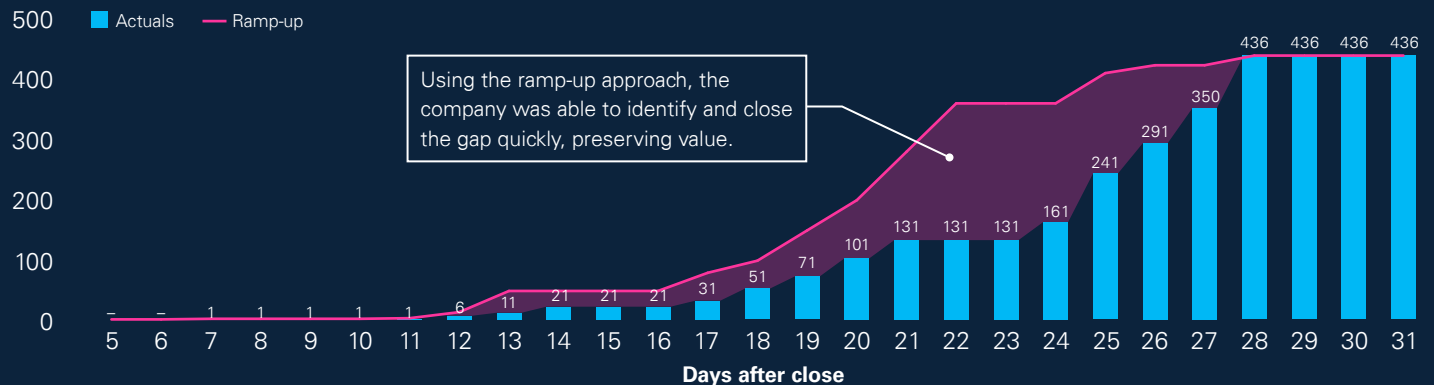 500
Actuals
Ramp-up
436 436 436 436
Using the ramp-up approach, the
company was able to identify and close
the gap quickly, preserving value.
400
350
300
291
241
200
161
131 131 131
101
100
71
51
31
21 21 21
11
6
– – 1 1 1 1 1
0
5 6 7 8 9 10 11 12 13 14 15 16 17 18 19 20 21 22 23 24 25 26 27 28 29 30 31
Days after close